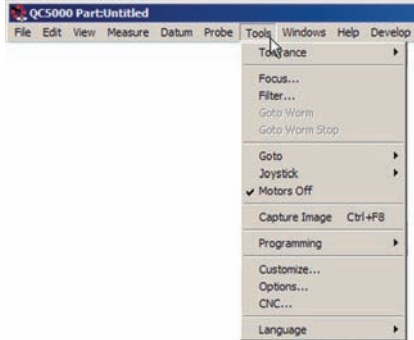 QC5000 Part:Untitled
File Edit View Measure Datum Probe Tools Windows Help Develop
Tolerance
Focus...
Filter...
Goto Worm
Goto Worm Stop
Goto
Joystick
Motors Off
Capture Image Ctrl+F8
Programming
Customize...
Options...
CNC...
Language